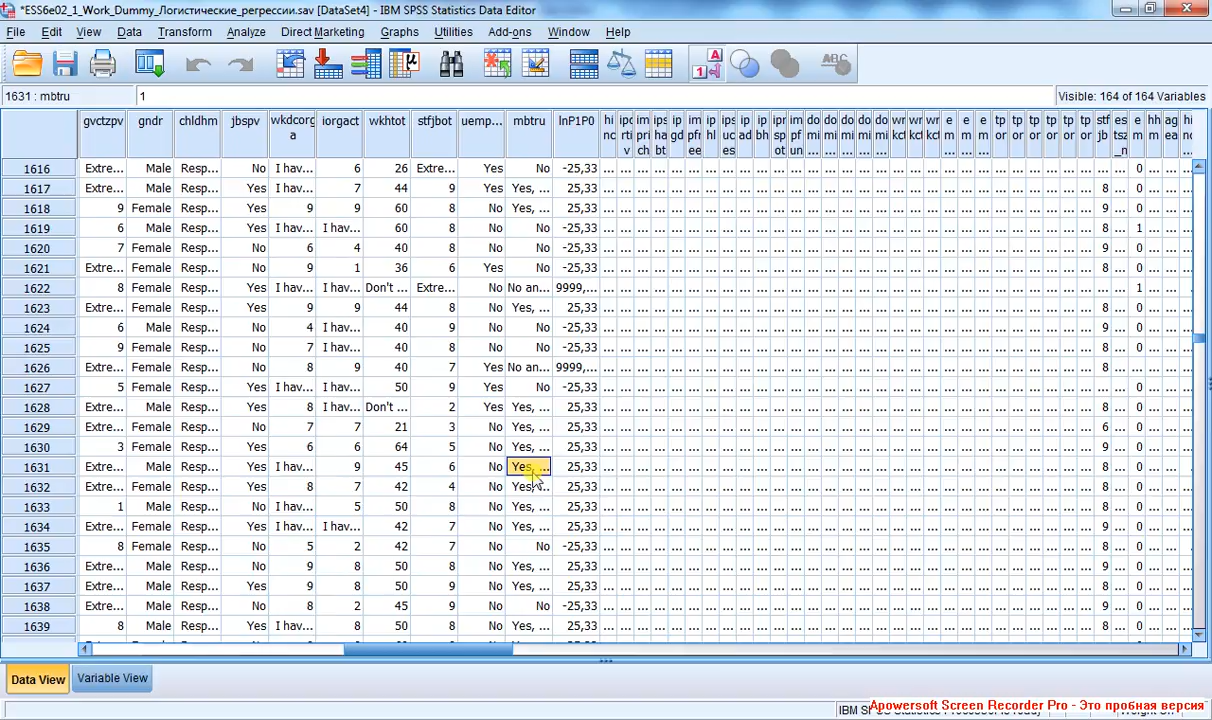 *ESS6e02_1_Work_Dummy_Логистические_регрессии.sav [DataSet4] - IBM SPSS Statistics Data Editor
File Edit View Data Transform Analyze Direct Marketing Graphs Utilities Add-ons Window Help
1631 : mbtru 1 Visible: 164 of 164 Variables
gvctzpv gndr chldhm jbspv wkdcorga iorgact wkhtot stfjbot uemp... mbtru lnP1P0
1616 Extre... Male Resp... No I hav... 6 26 Extre... Yes No -25,33
1617 Extre... Male Resp... Yes I hav... 7 44 9 Yes Yes, ... 25,33
1618 9 Female Resp... Yes 9 9 60 8 No Yes, ... 25,33
1619 6 Male Resp... Yes I hav... I hav... 60 8 No No -25,33
1620 7 Female Resp... No 6 4 40 8 No No -25,33
1621 Extre... Female Resp... No 9 1 36 6 Yes No -25,33
1622 8 Female Resp... Yes I hav... I hav... Don't ... Extre... No No an... 9999,...
1623 Extre... Female Resp... Yes 9 9 44 8 No Yes, ... 25,33
1624 6 Male Resp... No 4 I hav... 40 9 No No -25,33
1625 9 Female Resp... No 7 I hav... 40 8 No No -25,33
1626 Extre... Female Resp... No 8 9 40 7 Yes No an... 9999,...
1627 5 Male Resp... Yes I hav... I hav... 50 9 Yes No -25,33
1628 Extre... Male Resp... Yes 8 I hav... Don't ... 2 Yes Yes, ... 25,33
1629 Extre... Male Resp... No 7 7 21 3 No Yes, ... 25,33
1630 3 Female Resp... Yes 6 6 64 5 No Yes, ... 25,33
1631 Extre... Male Resp... Yes I hav... 9 45 6 No Yes, ... 25,33
1632 Extre... Female Resp... Yes 8 7 42 4 No Yes, 25,33
1633 1 Male Resp... No I hav... 5 50 8 No Yes, ... 25,33
1634 Extre... Female Resp... Yes I hav... I hav... 42 7 No Yes, ... 25,33
1635 8 Female Resp... No 5 2 42 7 No No -25,33
1636 Extre... Male Resp... No 9 8 50 8 No Yes, ... 25,33
1637 Extre... Male Resp... Yes 9 8 50 9 No Yes, ... 25,33
1638 Extre... Male Resp... No 8 2 45 9 No No -25,33
1639 8 Male Resp... Yes I hav... 8 50 8 No Yes, ... 25,33
Data View Variable View
Apowersoft Screen Recorder Pro - Это пробная версия